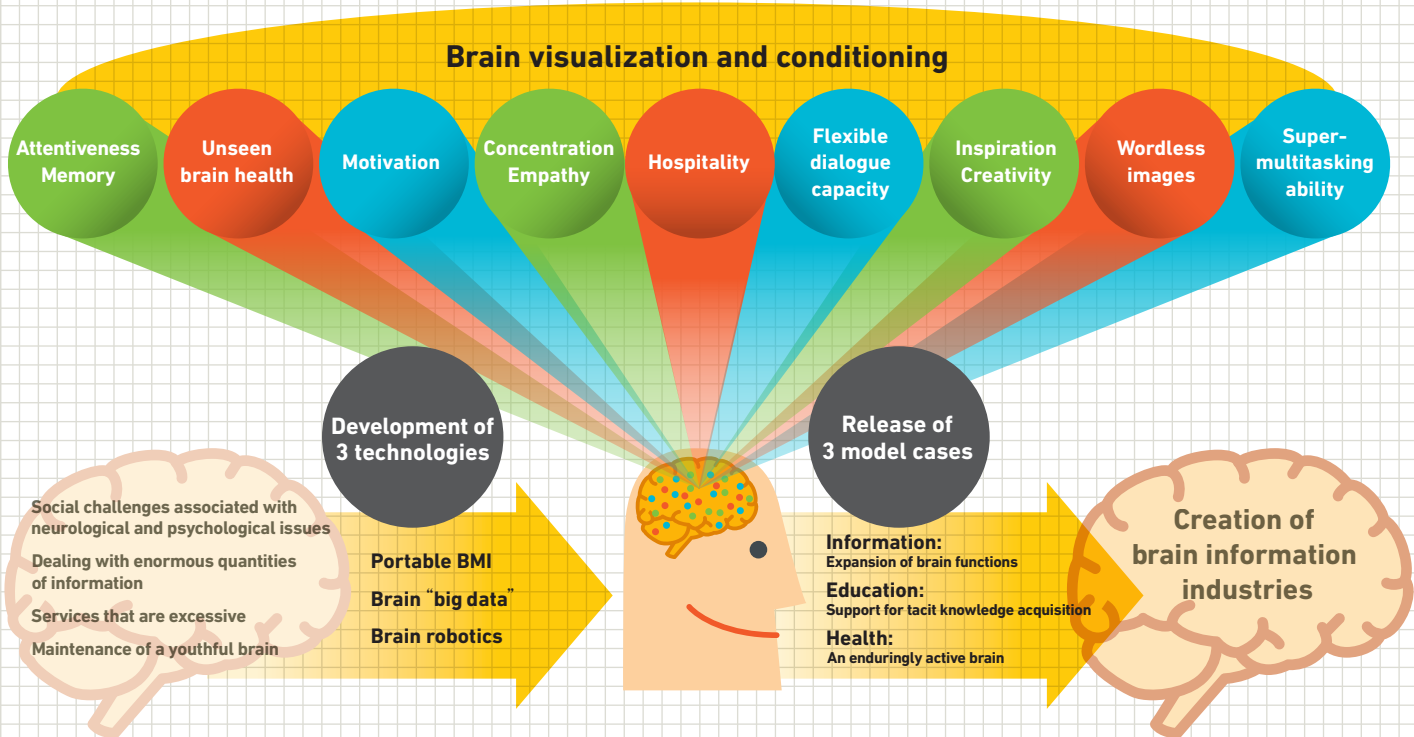 Brain visualization and conditioning
Attentiveness
Memory
Unseen
brain health
Motivation
Concentration
Empathy
Hospitality
Flexible
dialogue
capacity
Inspiration
Creativity
Wordless
images
Super-
multitasking
ability
Development of
3 technologies
Release of
3 model cases
Social challenges associated with
neurological and psychological issues
Dealing with enormous quantities
of information
Services that are excessive
Maintenance of a youthful brain
Portable BMI
Brain “big data”
Brain robotics
Information:
Expansion of brain functions
Education:
Support for tacit knowledge acquisition
Health:
An enduringly active brain
Creation of
brain information
industries